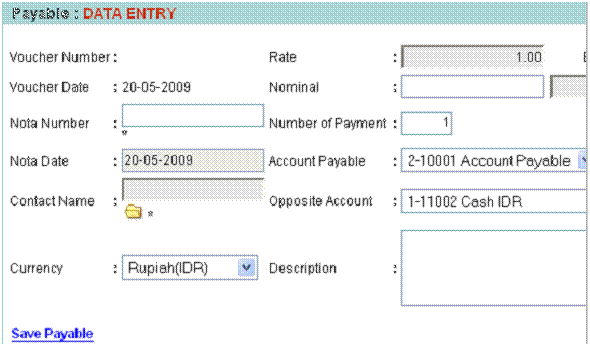 Payable : DATA ENTRY
Voucher Number : Rate : 1.00
Voucher Date : 20-05-2009 Nominal :
Nota Number : * Number of Payment : 1
Nota Date : 20-05-2009 Account Payable : 2-10001 Account Payable
Contact Name : * Opposite Account : 1-11002 Cash IDR
Currency : Rupiah(IDR) Description :
Save Payable